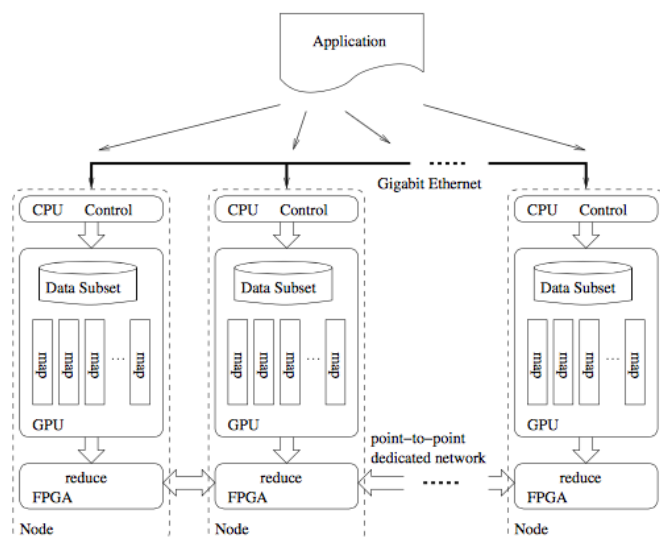 Application
Gigabit Ethernet
CPU Control
CPU Control
CPU Control
Data Subset
Data Subset
Data Subset
map map map ... map
map map map ... map
map map map ... map
GPU
GPU
GPU
point-to-point
dedicated network
reduce
FPGA
reduce
FPGA
reduce
FPGA
Node
Node
Node